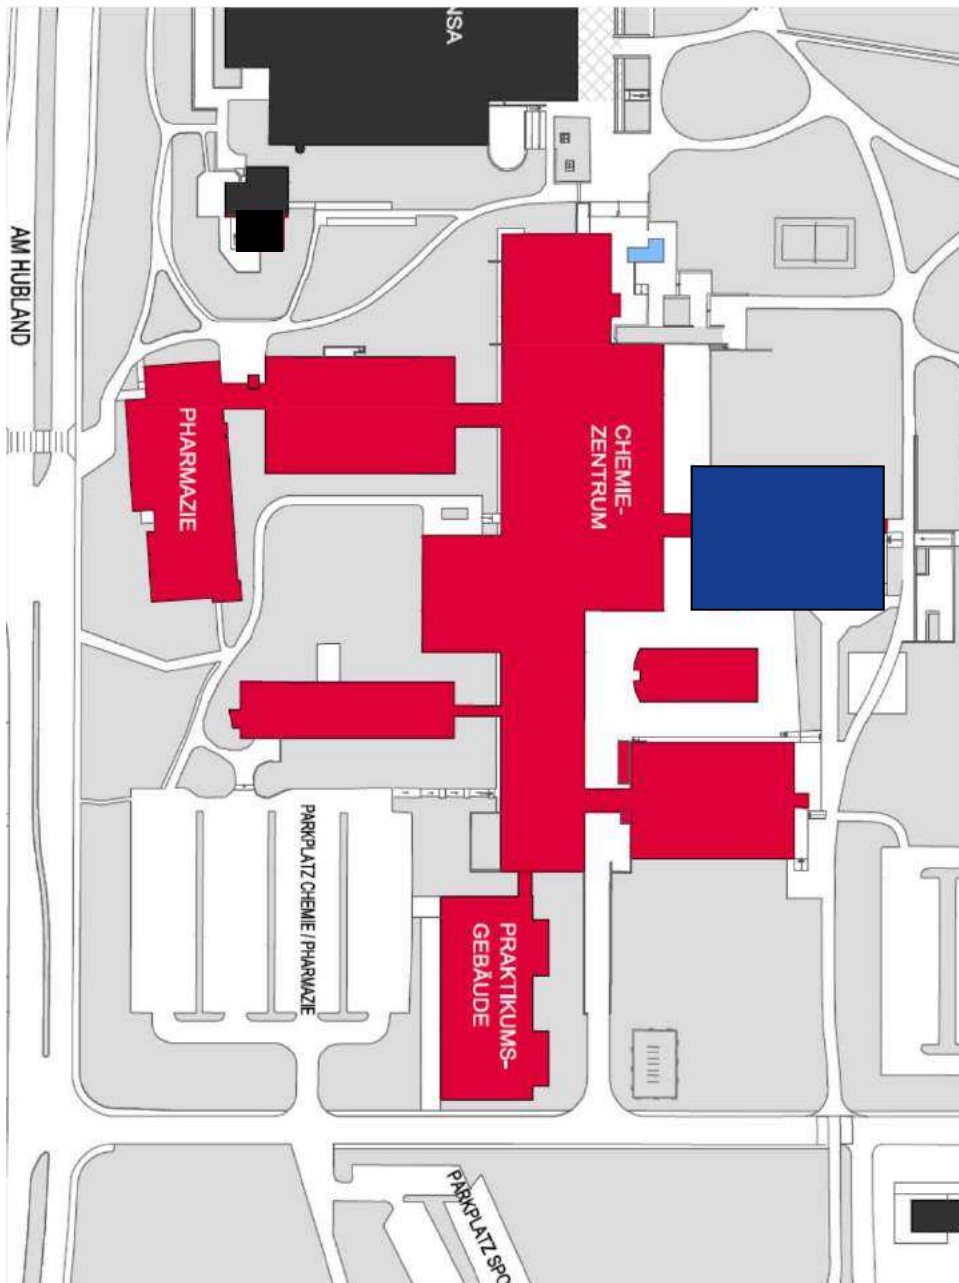 NSA
AM HUBLAND
PHARMAZIE
CHEMIE-
ZENTRUM
PARKPLATZ CHEMIE / PHARMAZIE
PRAKTIKUMS-
GEBÄUDE
PARKPLATZ SPO